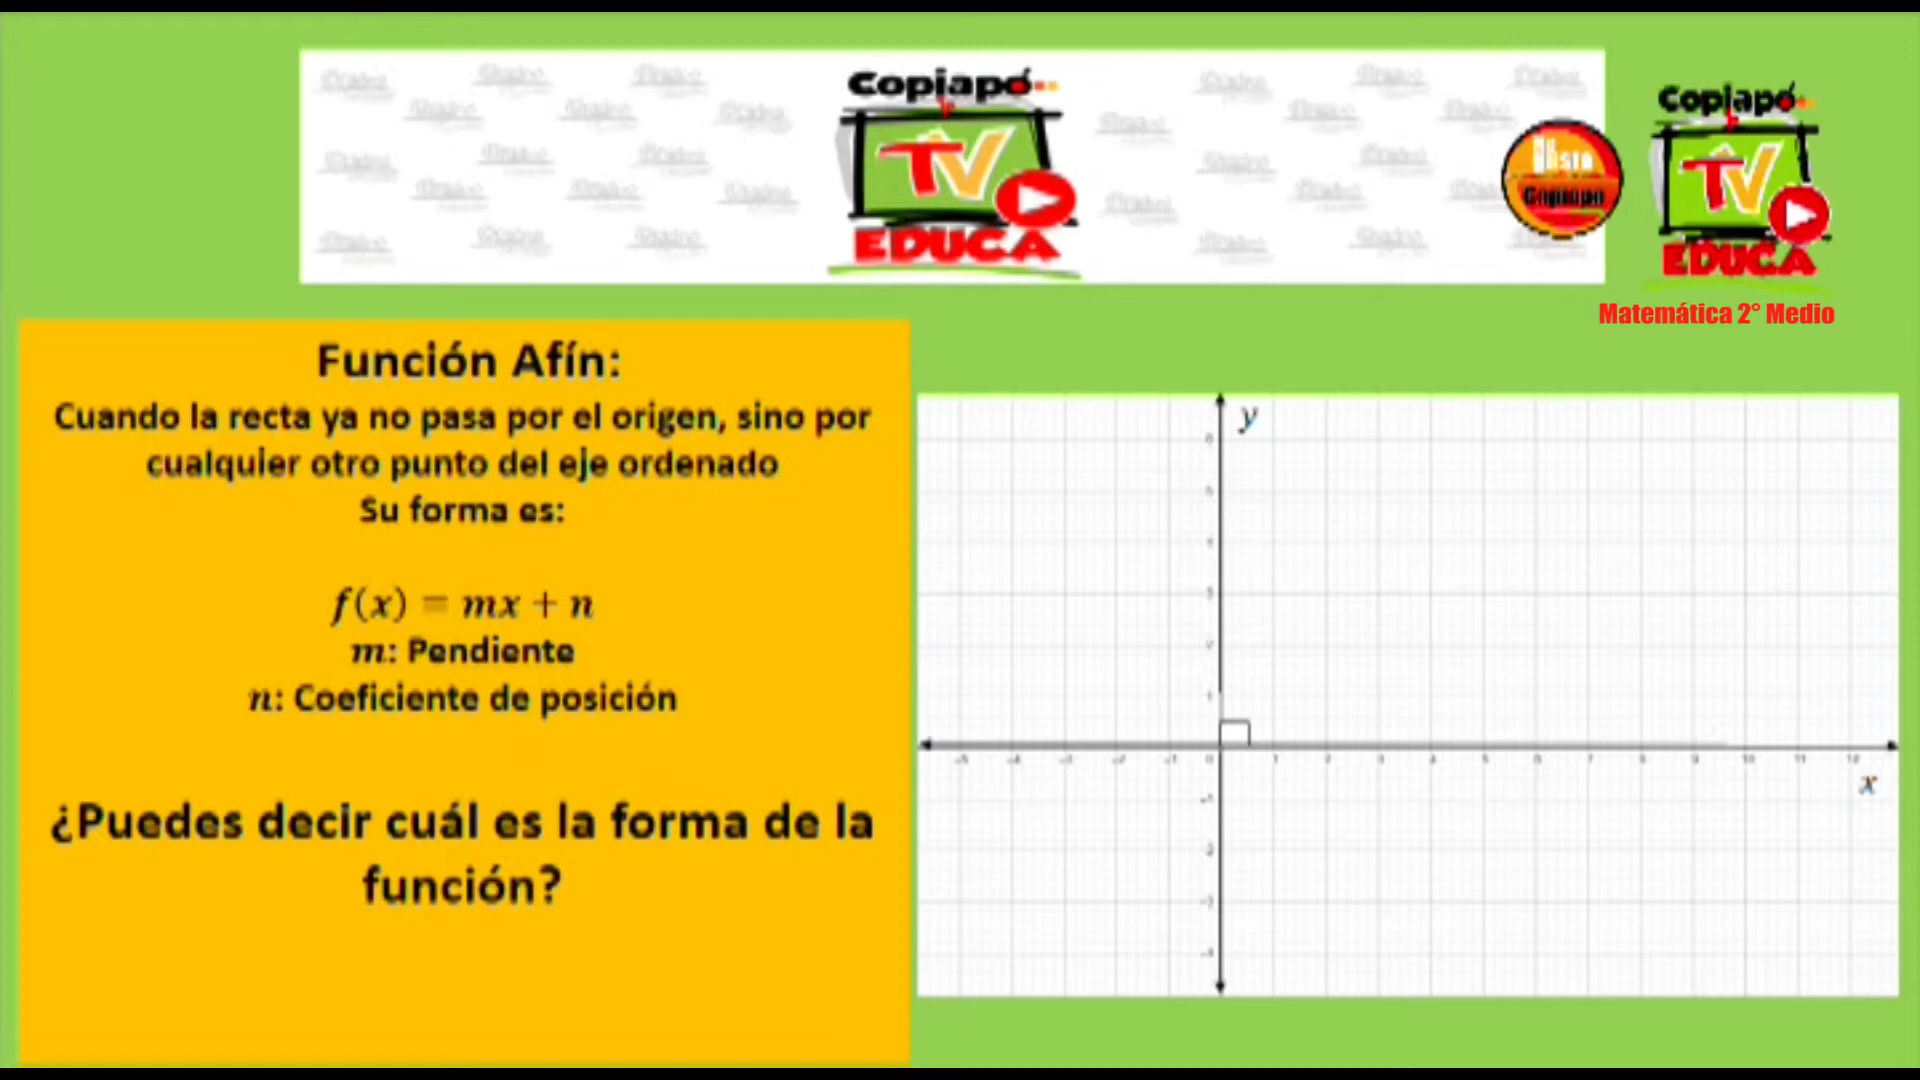 Copiapó
TV
EDUCA
Copiapó
Copiapó
TV
EDUCA
Matemática 2° Medio
Función Afín:
Cuando la recta ya no pasa por el origen, sino por
cualquier otro punto del eje ordenado
Su forma es:
f(x) = mx + n
m: Pendiente
n: Coeficiente de posición
¿Puedes decir cuál es la forma de la
función?
y
x